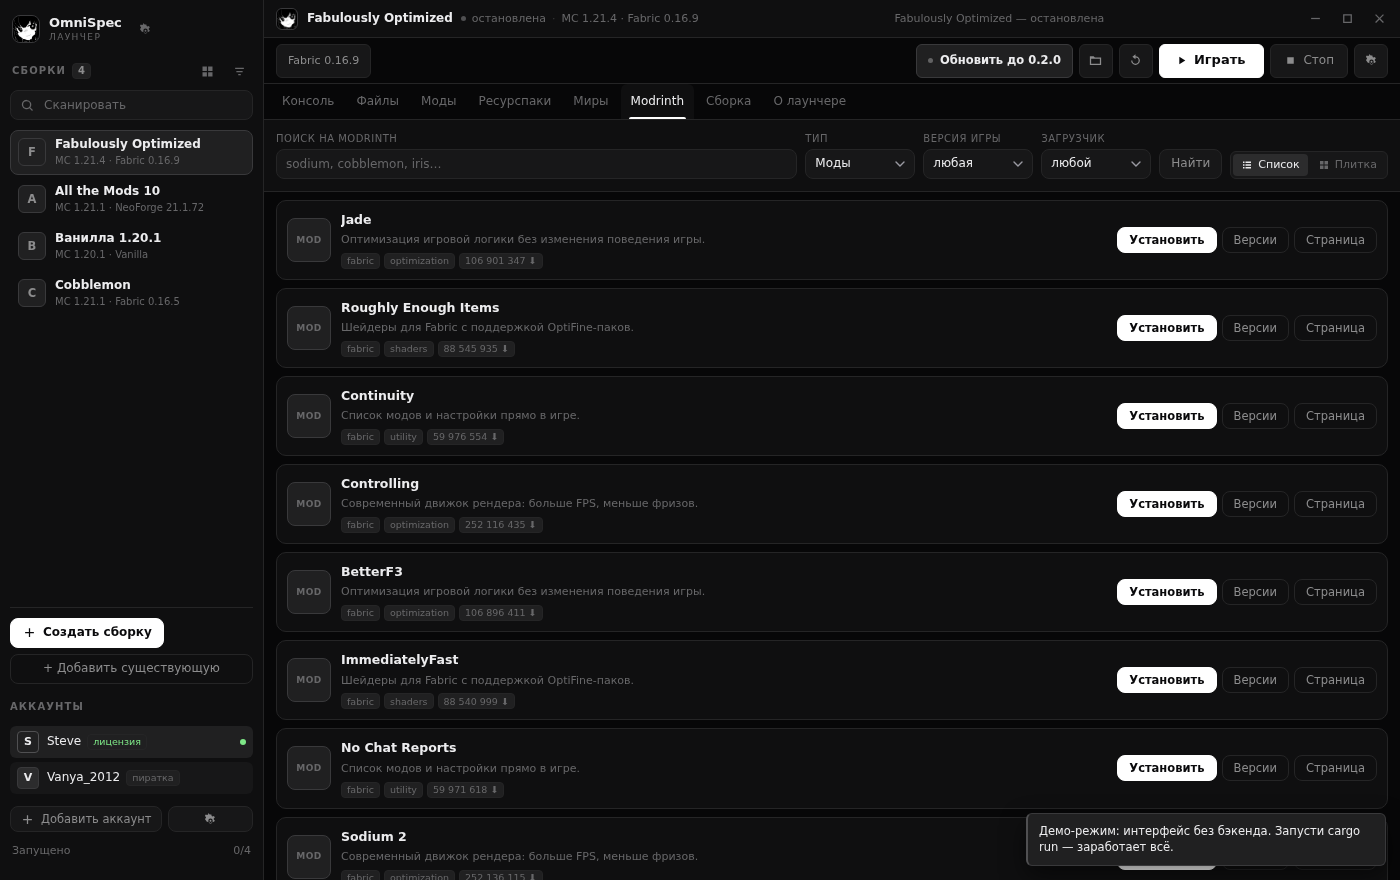 OmniSpec
ЛАУНЧЕР
СБОРКИ 4
Сканировать
F
Fabulously Optimized
MC 1.21.4 · Fabric 0.16.9
A
All the Mods 10
MC 1.21.1 · NeoForge 21.1.72
В
Ванилла 1.20.1
MC 1.20.1 · Vanilla
C
Cobblemon
MC 1.21.1 · Fabric 0.16.5
+ Создать сборку
+ Добавить существующую
АККАУНТЫ
S Steve лицензия
V Vanya_2012 пиратка
+ Добавить аккаунт
Запущено 0/4
Fabulously Optimized остановлена · MC 1.21.4 · Fabric 0.16.9
Fabulously Optimized — остановлена
Fabric 0.16.9
Обновить до 0.2.0
Играть
Стоп
Консоль Файлы Моды Ресурспаки Миры Modrinth Сборка О лаунчере
ПОИСК НА MODRINTH ТИП ВЕРСИЯ ИГРЫ ЗАГРУЗЧИК
sodium, cobblemon, iris... Моды любая любой Найти Список Плитка
MOD
Jade
Оптимизация игровой логики без изменения поведения игры.
fabric optimization 106 901 347 ⬇
Установить Версии Страница
MOD
Roughly Enough Items
Шейдеры для Fabric с поддержкой OptiFine-паков.
fabric shaders 88 545 935 ⬇
Установить Версии Страница
MOD
Continuity
Список модов и настройки прямо в игре.
fabric utility 59 976 554 ⬇
Установить Версии Страница
MOD
Controlling
Современный движок рендера: больше FPS, меньше фризов.
fabric optimization 252 116 435 ⬇
Установить Версии Страница
MOD
BetterF3
Оптимизация игровой логики без изменения поведения игры.
fabric optimization 106 896 411 ⬇
Установить Версии Страница
MOD
ImmediatelyFast
Шейдеры для Fabric с поддержкой OptiFine-паков.
fabric shaders 88 540 999 ⬇
Установить Версии Страница
MOD
No Chat Reports
Список модов и настройки прямо в игре.
fabric utility 59 971 618 ⬇
Установить Версии Страница
MOD
Sodium 2
Современный движок рендера: больше FPS, меньше фризов.
fabric optimization 252 136 115 ⬇
Демо-режим: интерфейс без бэкенда. Запусти cargo
run — заработает всё.